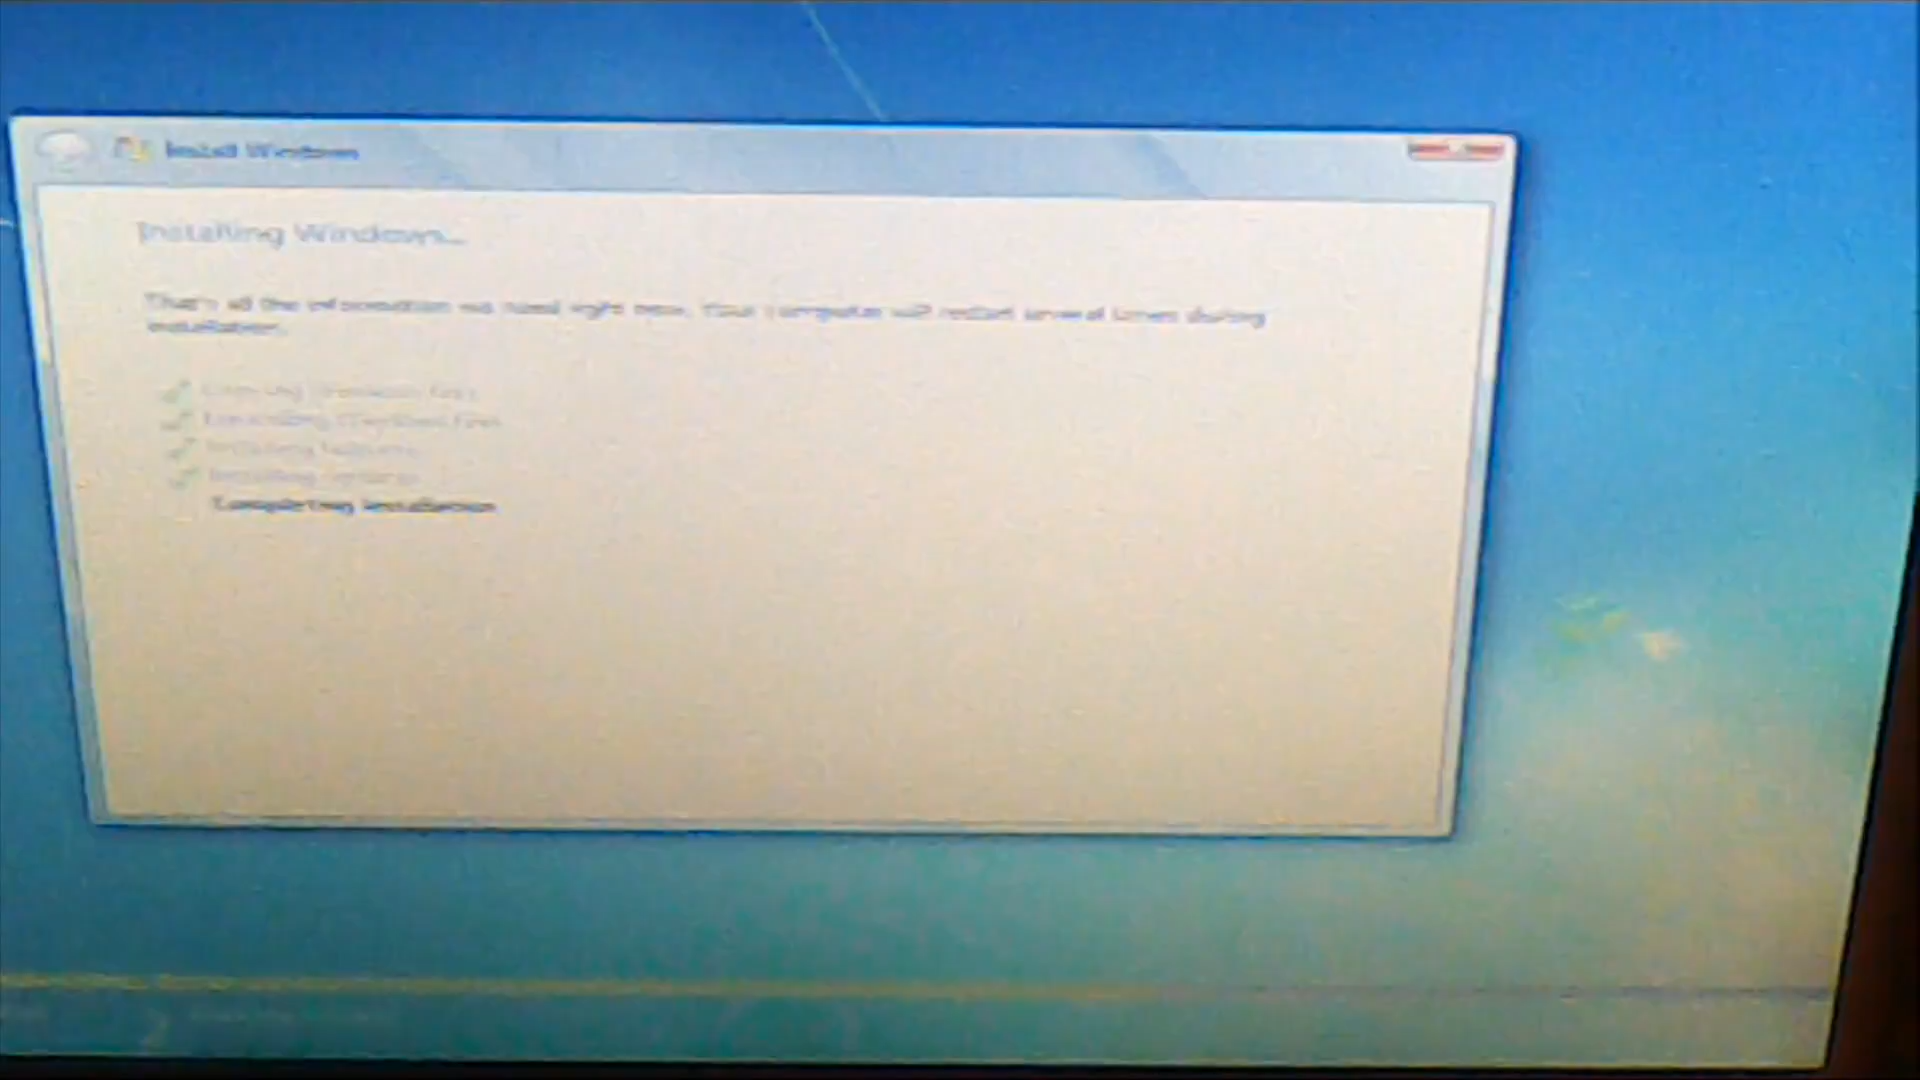 Install Windows
Installing Windows...
That's all the information we need right now. Your computer will restart several times during
installation.
Copying Windows files
Expanding Windows files
Installing features
Installing updates
Completing installation